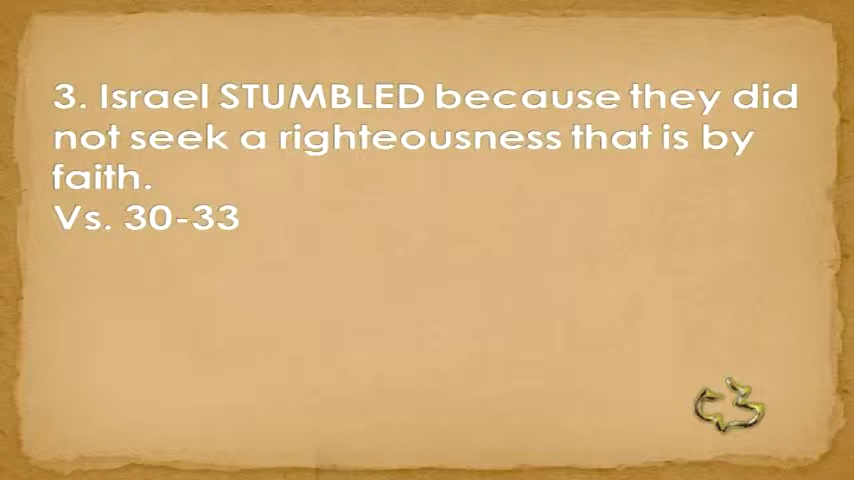 3. Israel STUMBLED because they did
not seek a righteousness that is by
faith.
Vs. 30-33